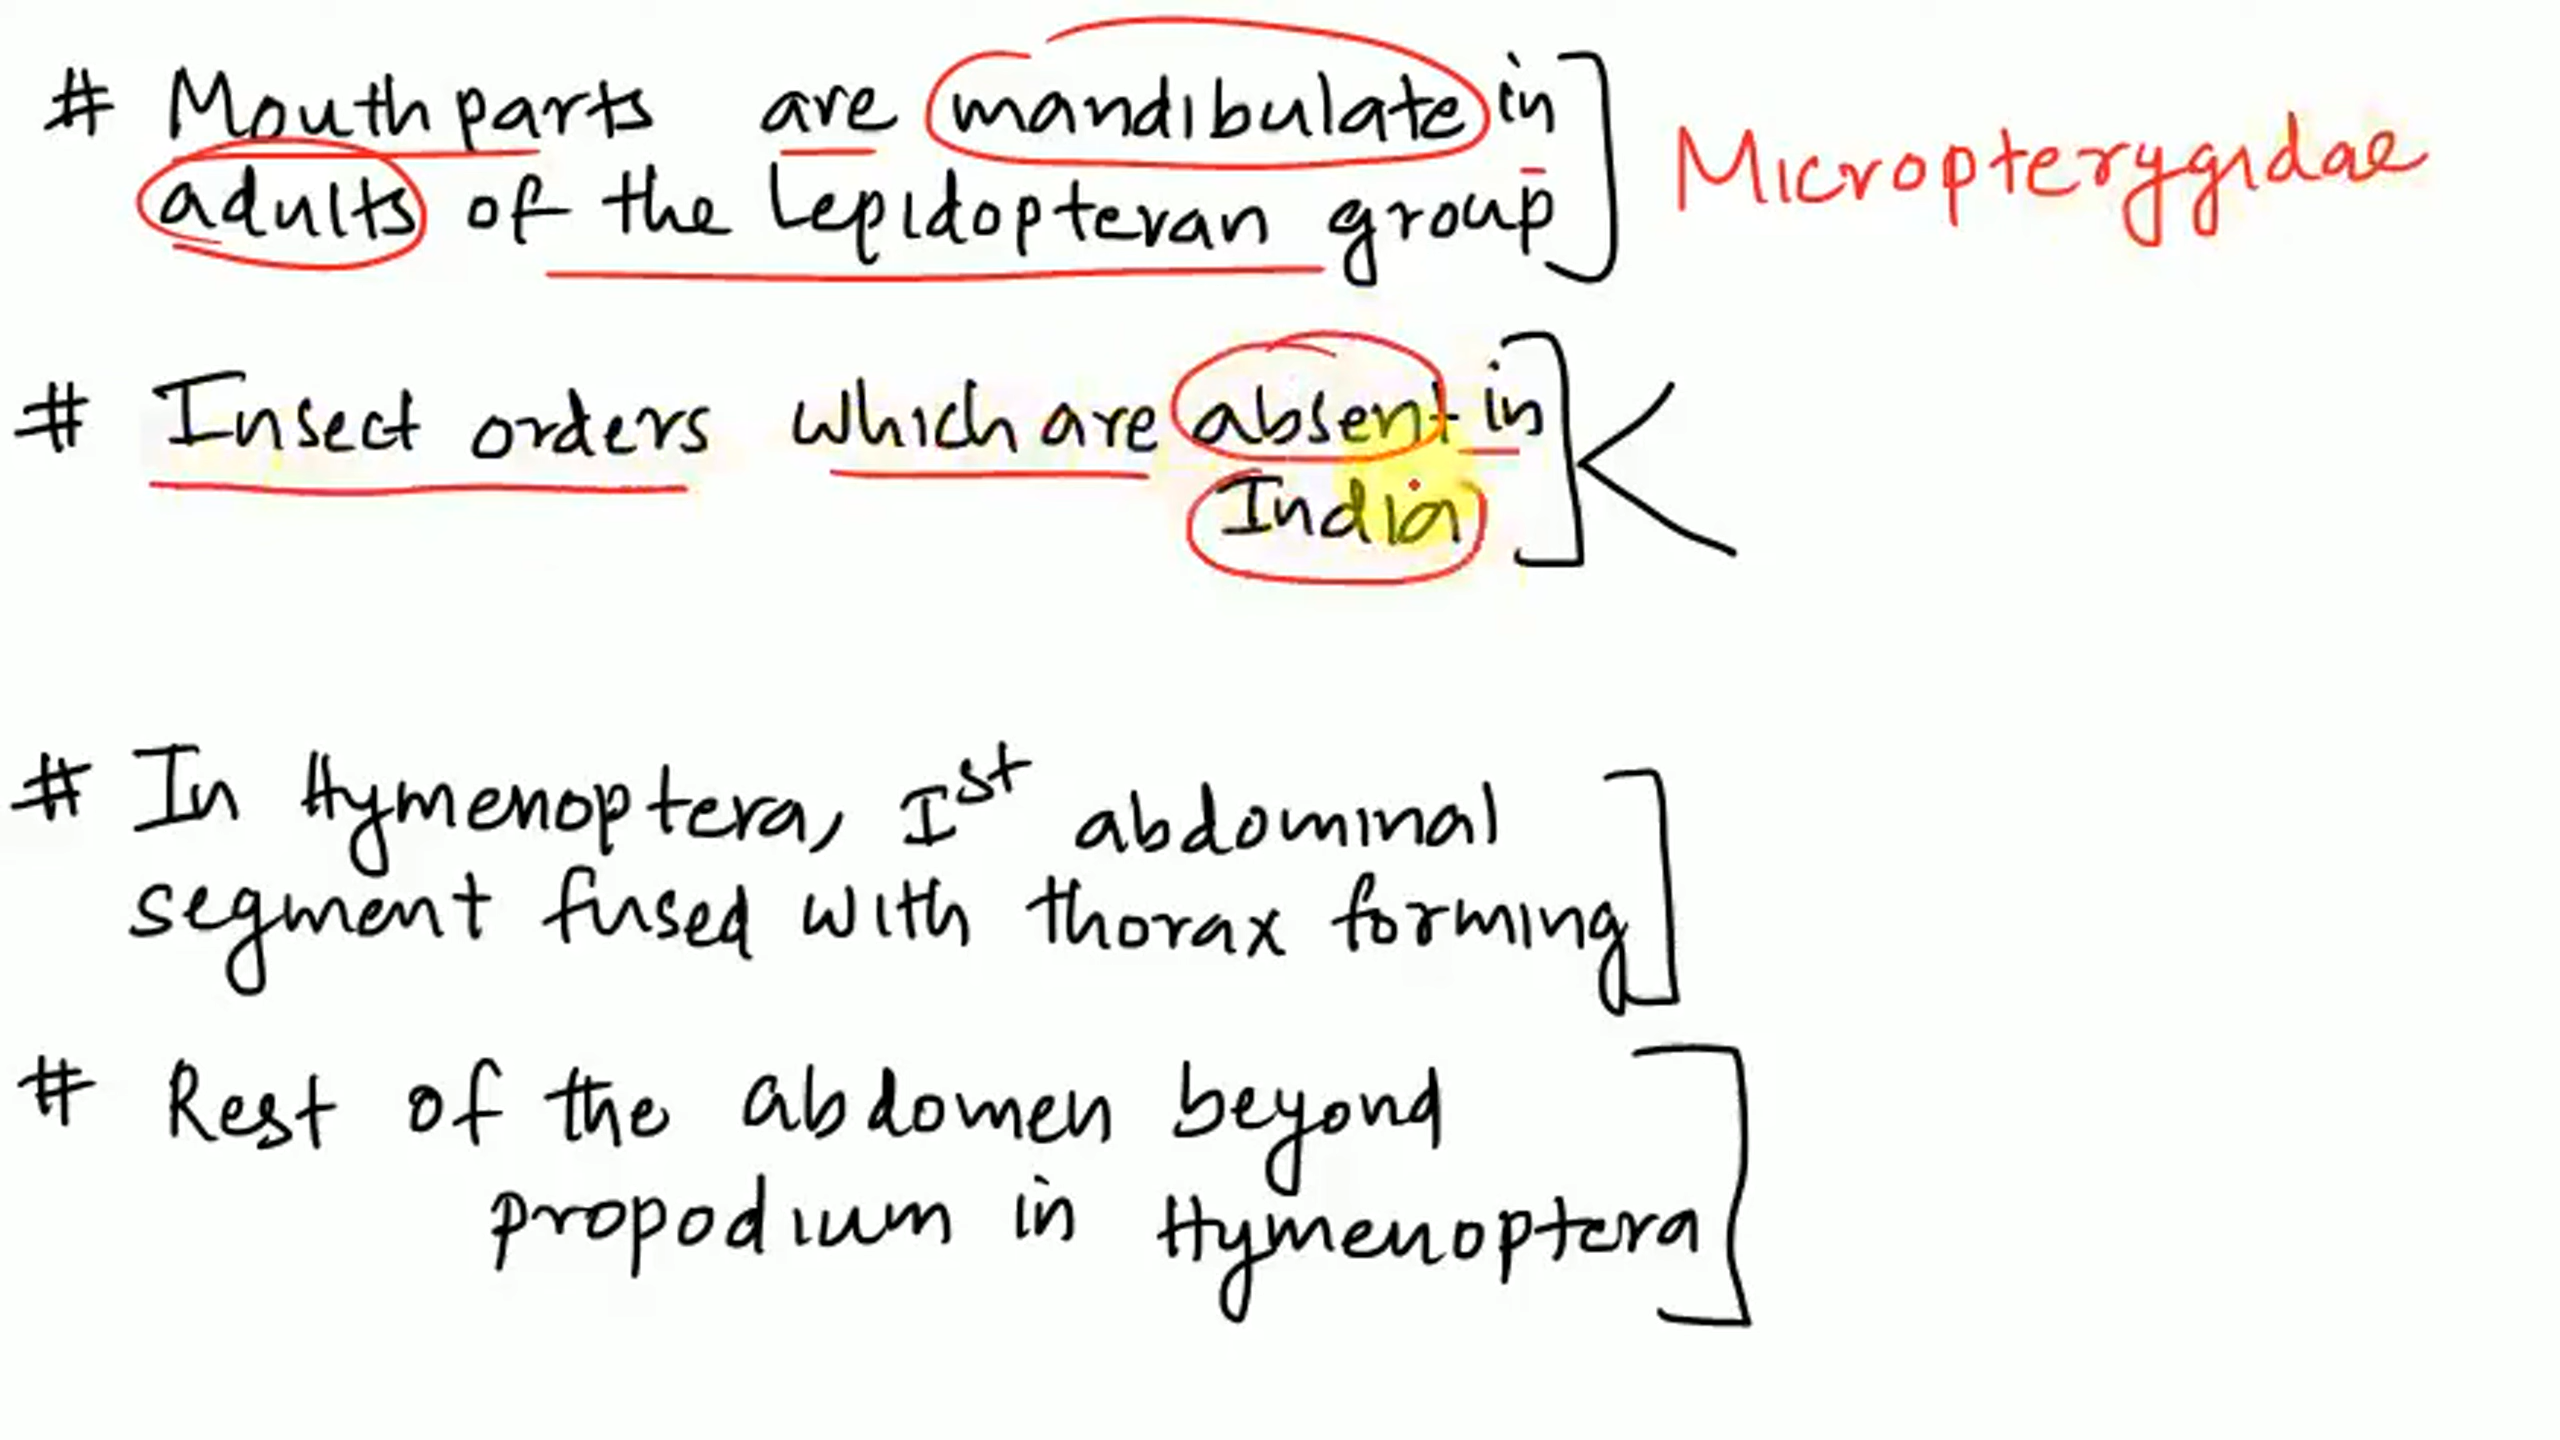 # Mouthparts are mandibulate in
adults of the Lepidopteran group
Micropterygidae
# Insect orders which are absent in
India
# In Hymenoptera, Ist abdominal
segment fused with thorax forming
# Rest of the abdomen beyond
propodium in Hymenoptera